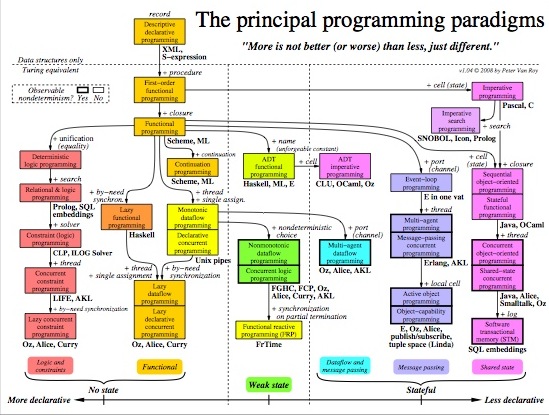 record
The principal programming paradigms
Descriptive
declarative
programming
"More is not better (or worse) than less, just different."
XML,
S-expression
Data structures only
Turing equivalent
+ procedure
v1.04 © 2008 by Peter Van Roy
Observable
nondeterminism? Yes No
First-order
functional
programming
+ cell (state)
Imperative
programming
Pascal, C
+ closure
Functional
programming
Imperative
search
programming
+ search
SNOBOL, Icon, Prolog
+ unification
(equality)
Scheme, ML
+ name
(unforgeable constant)
+ cell
(state)
+ closure
Deterministic
logic programming
+ continuation
Continuation
programming
Scheme, ML
ADT
functional
programming
Haskell, ML, E
+ cell
ADT
imperative
programming
CLU, OCaml, Oz
+ port
(channel)
Event-loop
programming
E in one vat
Sequential
object-oriented
programming
Stateful
functional
programming
Java, OCaml
+ search
Relational & logic
programming
Prolog, SQL
embeddings
+ by-need
synchron.
+ thread
+ single assign.
Lazy
functional
programming
Haskell
Monotonic
dataflow
programming
Declarative
concurrent
programming
Unix pipes
+ nondeterministic
choice
+ port
(channel)
+ thread
Multi-agent
programming
Message-passing
concurrent
programming
Erlang, AKL
+ thread
+ solver
Constraint (logic)
programming
CLP, ILOG Solver
Nonmonotonic
dataflow
programming
Concurrent logic
programming
FGHC, FCP, Oz,
Alice, Curry, AKL
Multi-agent
dataflow
programming
Oz, Alice, AKL
Concurrent
object-oriented
programming
Shared-state
concurrent
programming
Java, Alice,
Smalltalk, Oz
+ thread
Concurrent
constraint
programming
LIFE, AKL
+ thread
+ single assignment
+ by-need
synchronization
Lazy
dataflow
programming
Lazy
declarative
concurrent
programming
Oz, Alice, Curry
+ local cell
Active object
programming
Object-capability
programming
E, Oz, Alice,
publish/subscribe,
tuple space (Linda)
+ by-need synchronization
Lazy concurrent
constraint
programming
Oz, Alice, Curry
+ synchronization
on partial termination
Functional reactive
programming (FRP)
FrTime
+ log
Software
transactional
memory (STM)
SQL embeddings
Logic and
constraints
Functional
Dataflow and
message passing
Message passing
Shared state
No state
Weak state
Stateful
More declarative
Less declarative